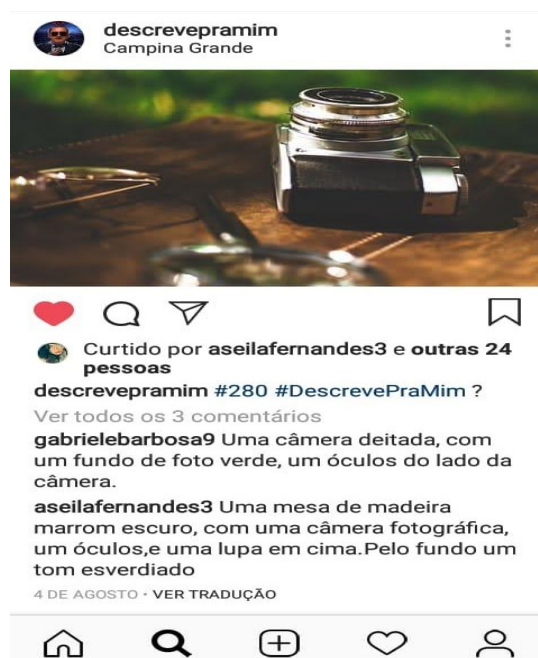 descrevepramim
Campina Grande
Curtido por aseilafernandes3 e outras 24
pessoas
descrevepramim #280 #DescrevePraMim ?
Ver todos os 3 comentários
gabrielebarbosa9 Uma câmera deitada, com
um fundo de foto verde, um óculos do lado da
câmera.
aseilafernandes3 Uma mesa de madeira
marrom escuro, com uma câmera fotográfica,
um óculos,e uma lupa em cima.Pelo fundo um
tom esverdiado
4 DE AGOSTO · VER TRADUÇÃO